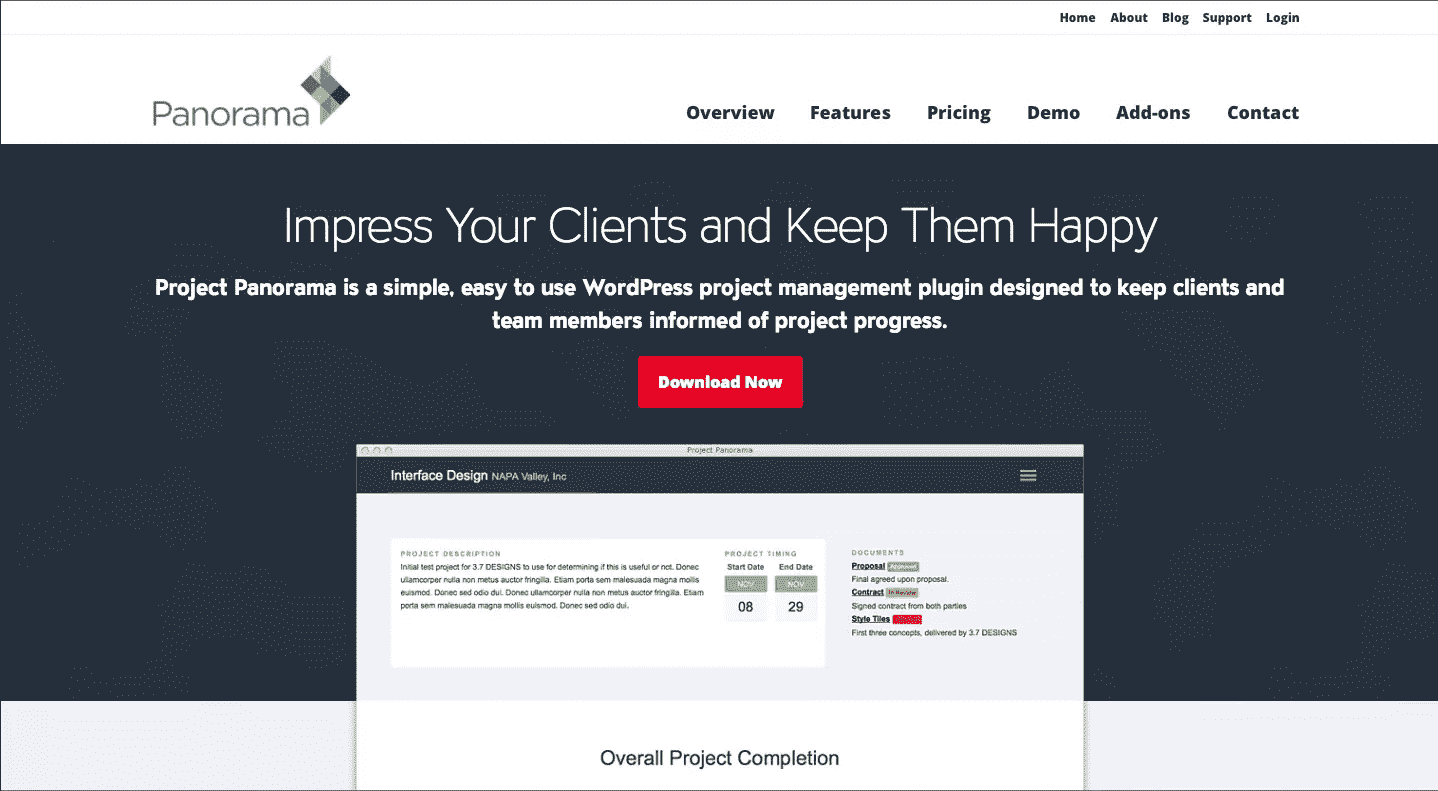 Home About Blog Support Login
Panorama
Overview Features Pricing Demo Add-ons Contact
Impress Your Clients and Keep Them Happy
Project Panorama is a simple, easy to use WordPress project management plugin designed to keep clients and
team members informed of project progress.
Download Now
Project Panorama
Interface Design NAPA Valley, Inc
PROJECT DESCRIPTION
Initial test project for 3.7 DESIGNS to use for determining if this is useful or not. Donec
ullamcorper nulla non metus auctor fringilla. Etiam porta sem malesuada magna mollis
euismod. Donec sed odio dui. Donec ullamcorper nulla non metus auctor fringilla. Etiam
porta sem malesuada magna mollis euismod. Donec sed odio dui.
PROJECT TIMING
Start Date End Date
NOV NOV
08 29
DOCUMENTS
Proposal Approved
Final agreed upon proposal.
Contract In Review
Signed contract from both parties
Style Tiles
First three concepts, delivered by 3.7 DESIGNS
Overall Project Completion